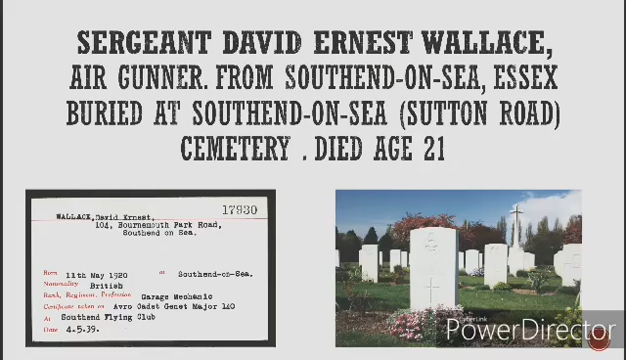 SERGEANT DAVID ERNEST WALLACE,
AIR GUNNER. FROM SOUTHEND-ON-SEA, ESSEX
BURIED AT SOUTHEND-ON-SEA (SUTTON ROAD)
CEMETERY . DIED AGE 21
17930
WALLACE, David Ernest,
104, Bournemouth Park Road,
Southend on Sea.
Born 11th May 1920 at Southend-on-Sea.
Nationality British
Rank, Regiment, Profession Garage Mechanic
Certificate taken on Avro Cadet Genet Major 140
At Southend Flying Club
Date 4.5.39.
CyberLink
PowerDirector